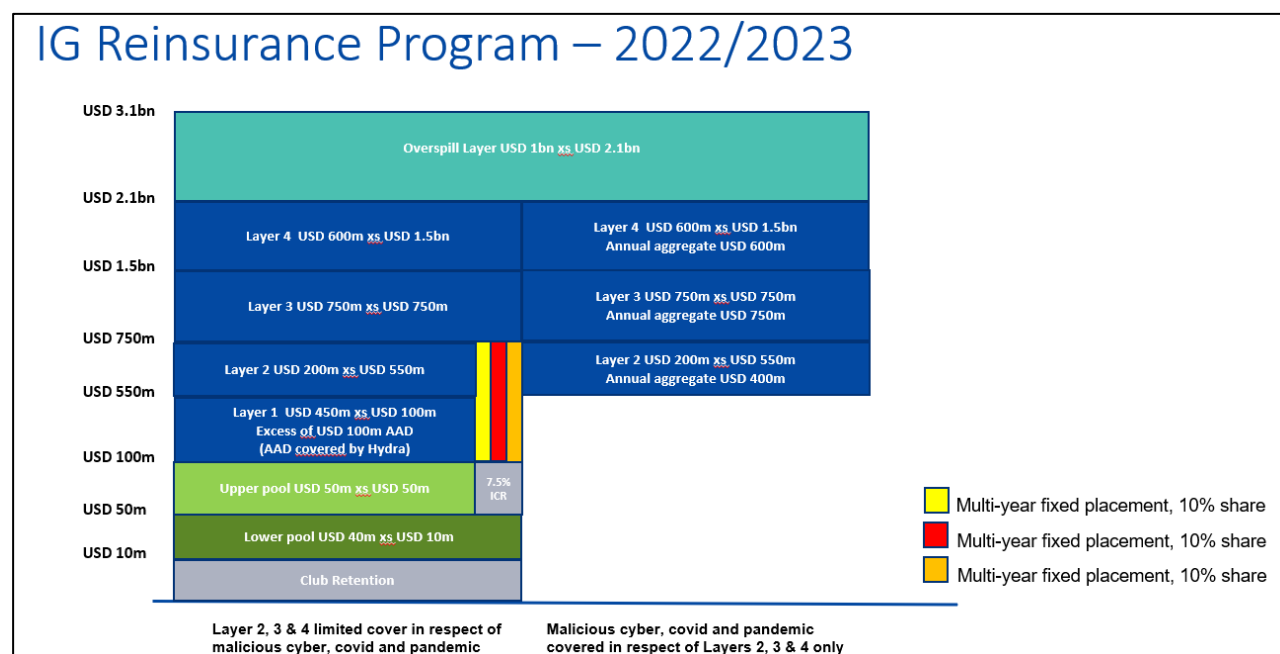 IG Reinsurance Program – 2022/2023
USD 3.1bn
Overspill Layer USD 1bn xs USD 2.1bn
USD 2.1bn
Layer 4 USD 600m xs USD 1.5bn
Layer 4 USD 600m xs USD 1.5bn
Annual aggregate USD 600m
USD 1.5bn
Layer 3 USD 750m xs USD 750m
Layer 3 USD 750m xs USD 750m
Annual aggregate USD 750m
USD 750m
Layer 2 USD 200m xs USD 550m
Layer 2 USD 200m xs USD 550m
Annual aggregate USD 400m
USD 550m
Layer 1 USD 450m xs USD 100m
Excess of USD 100m AAD
(AAD covered by Hydra)
USD 100m
Upper pool USD 50m xs USD 50m
7.5%
ICR
USD 50m
Lower pool USD 40m xs USD 10m
USD 10m
Club Retention
Multi-year fixed placement, 10% share
Multi-year fixed placement, 10% share
Multi-year fixed placement, 10% share
Layer 2, 3 & 4 limited cover in respect of
malicious cyber, covid and pandemic
Malicious cyber, covid and pandemic
covered in respect of Layers 2, 3 & 4 only